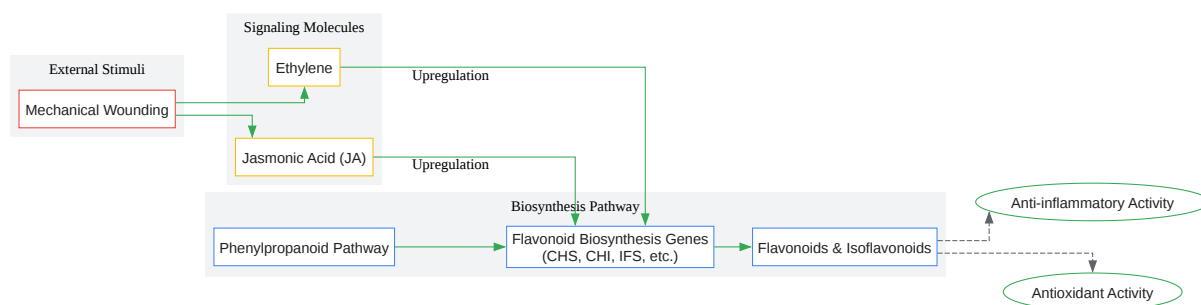 Signaling Molecules
External Stimuli
Ethylene
Upregulation
Mechanical Wounding
Jasmonic Acid (JA)
Upregulation
Biosynthesis Pathway
Anti-inflammatory Activity
Phenylpropanoid Pathway
Flavonoid Biosynthesis Genes
(CHS, CHI, IFS, etc.)
Flavonoids & Isoflavonoids
Antioxidant Activity